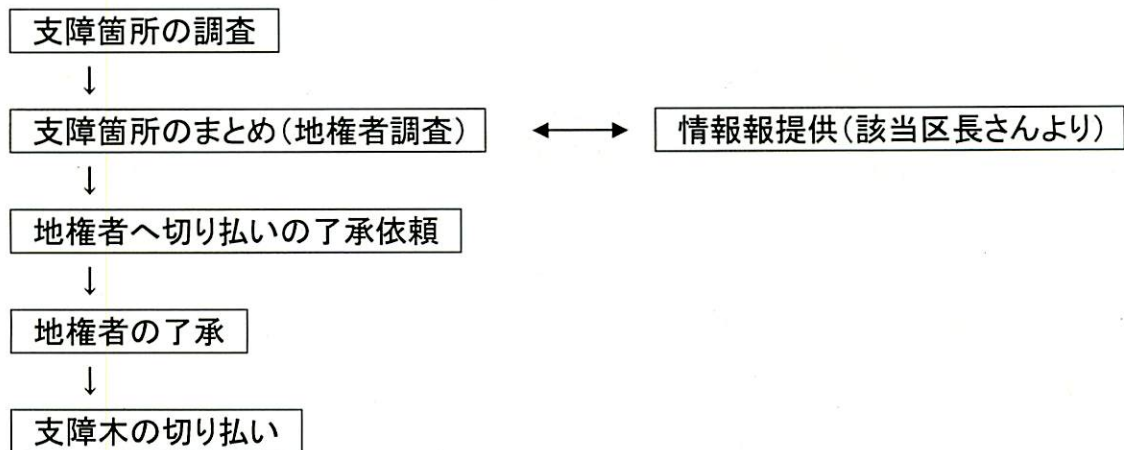 支障箇所の調査
↓
支障箇所のまとめ(地権者調査) ←→ 情報報提供(該当区長さんより)
↓
地権者へ切り払いの了承依頼
↓
地権者の了承
↓
支障木の切り払い